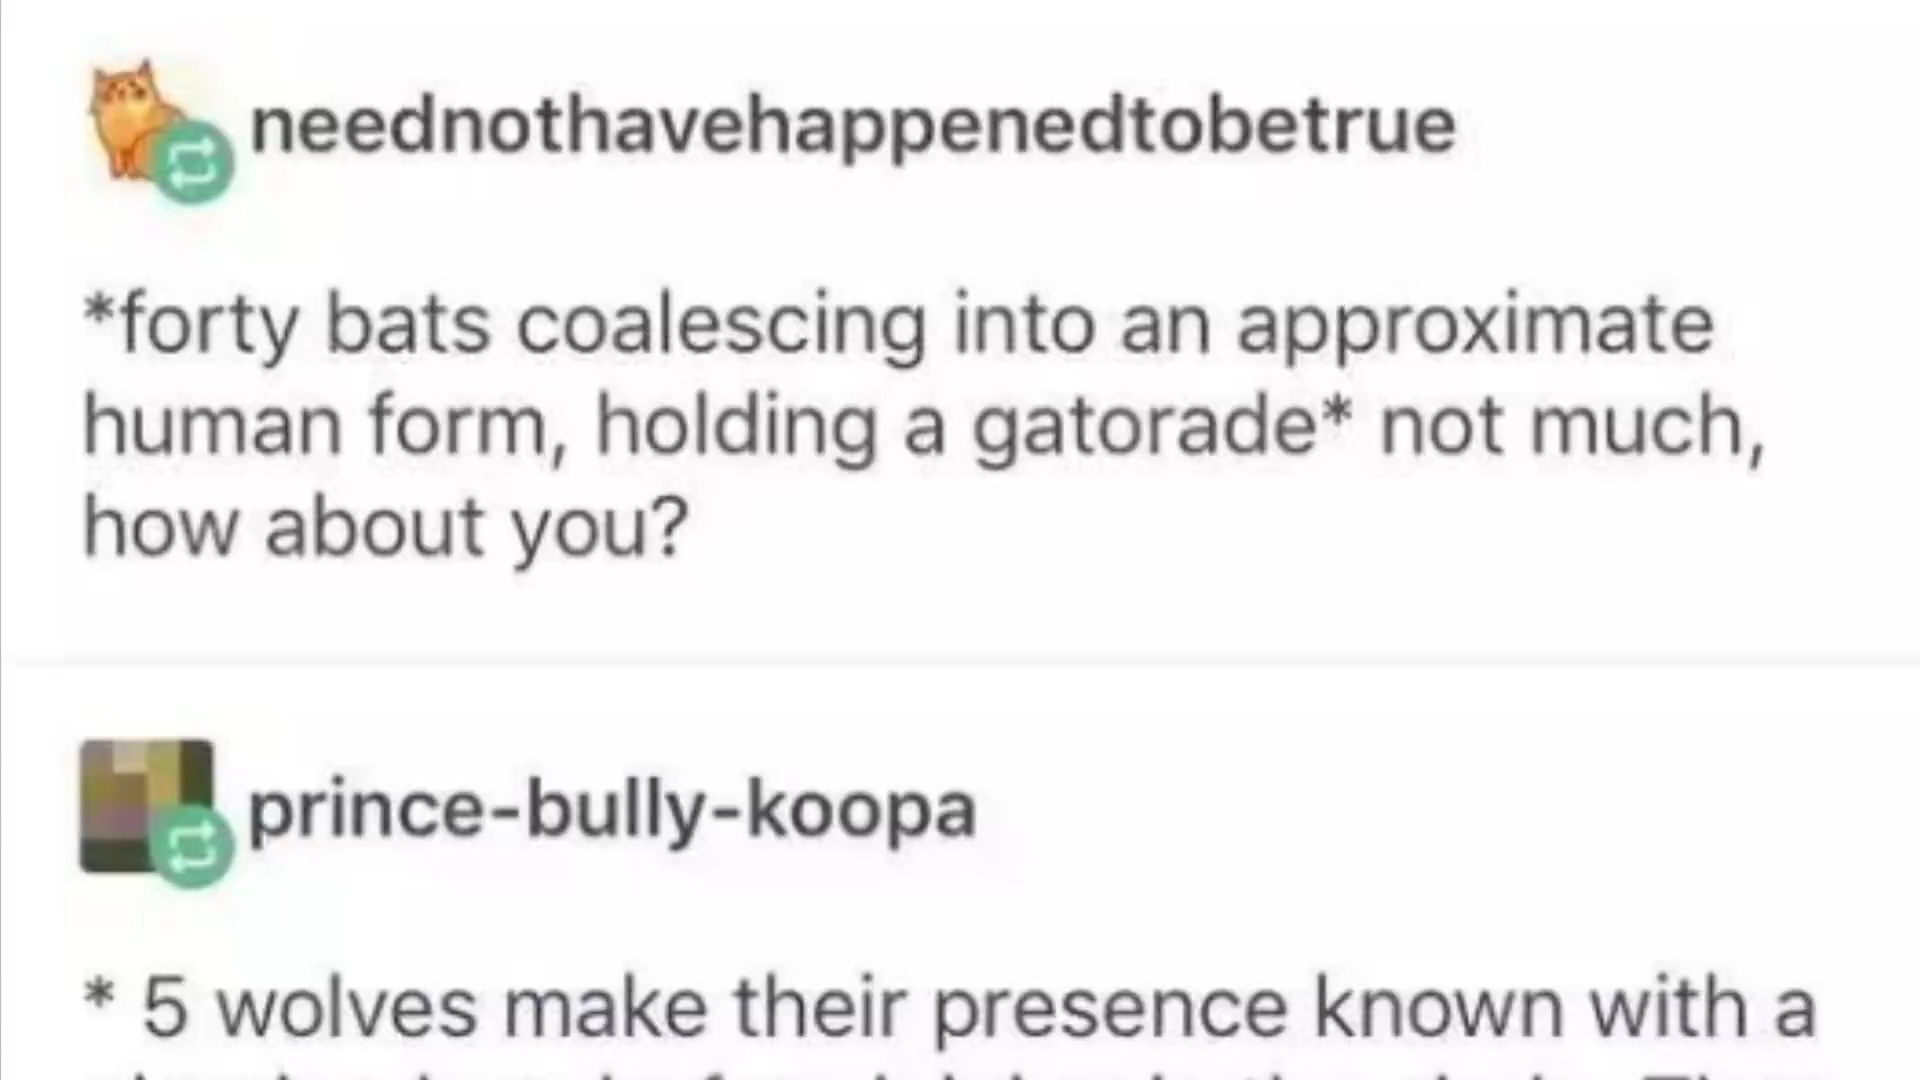 neednothavehappenedtobetrue
*forty bats coalescing into an approximate
human form, holding a gatorade* not much,
how about you?
prince-bully-koopa
* 5 wolves make their presence known with a